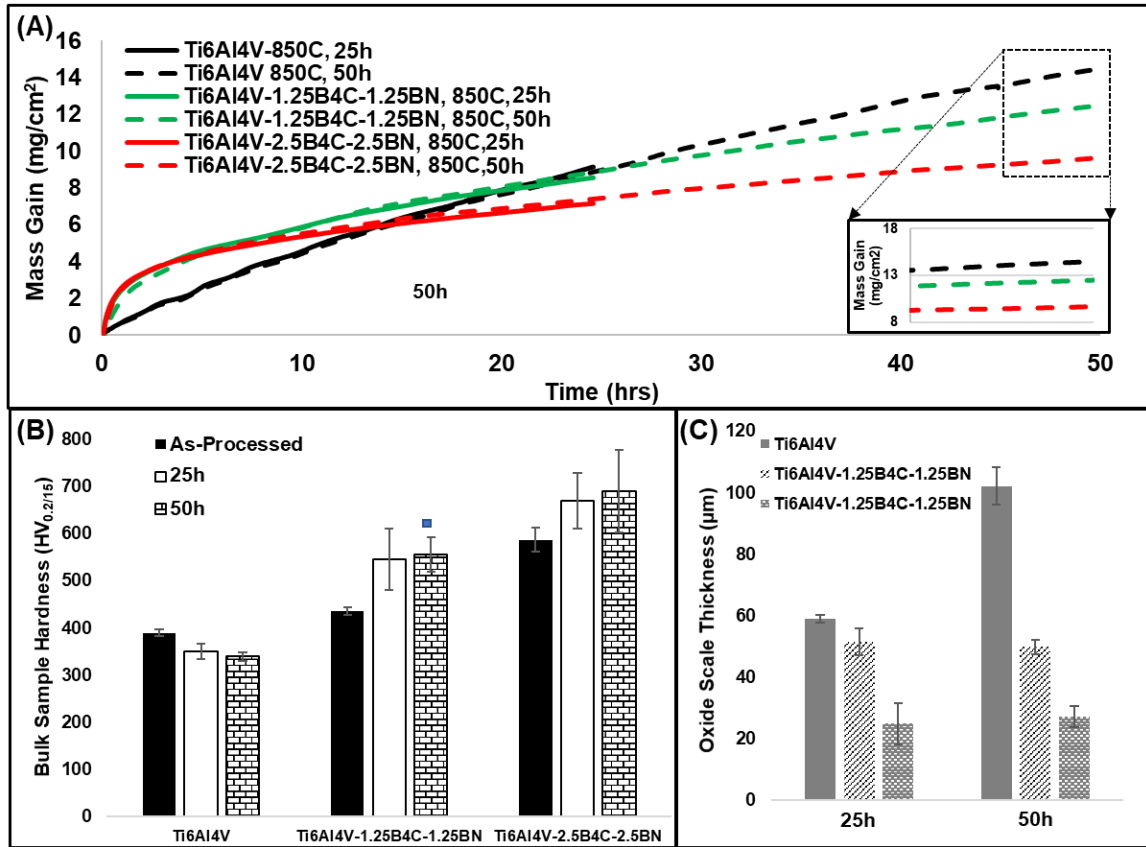 (A)
16
14
12
10
8
6
4
2
0
Mass Gain (mg/cm²)
Ti6Al4V-850C, 25h
Ti6Al4V 850C, 50h
Ti6Al4V-1.25B4C-1.25BN, 850C,25h
Ti6Al4V-1.25B4C-1.25BN, 850C,50h
Ti6Al4V-2.5B4C-2.5BN, 850C,25h
Ti6Al4V-2.5B4C-2.5BN, 850C,50h
50h
0 10 20 30 40 50
Time (hrs)
Mass Gain
(mg/cm2)
18
13
8
(B)
800
700
600
500
400
300
200
100
0
Bulk Sample Hardness (HV0.2/15)
As-Processed
25h
50h
Ti6Al4V Ti6Al4V-1.25B4C-1.25BN Ti6Al4V-2.5B4C-2.5BN
(C)
120
100
80
60
40
20
0
Oxide Scale Thickness (µm)
Ti6Al4V
Ti6Al4V-1.25B4C-1.25BN
Ti6Al4V-1.25B4C-1.25BN
25h 50h